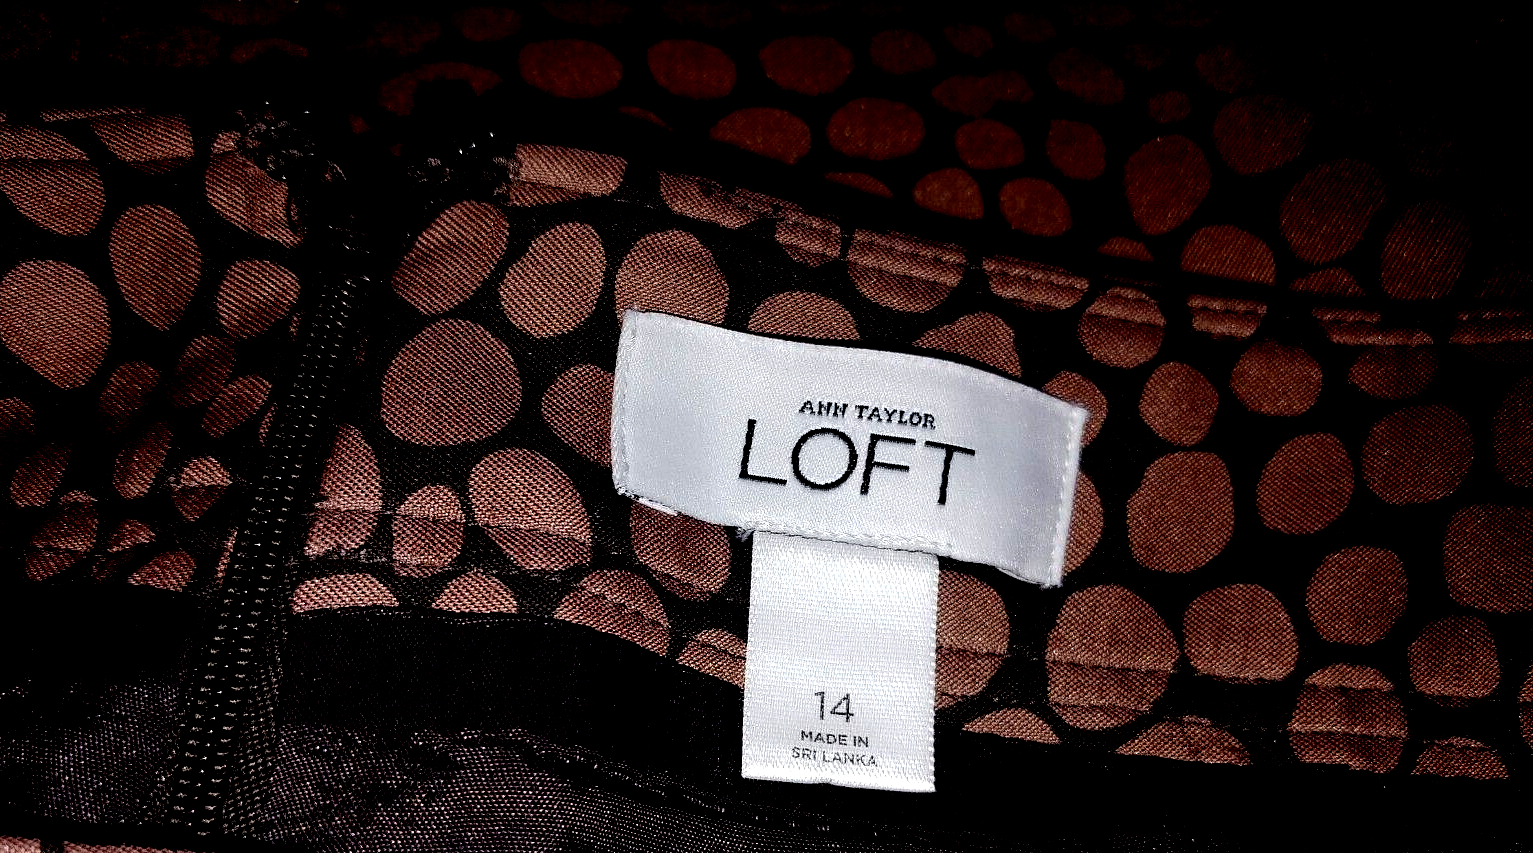 ANN TAYLOR
LOFT
14
MADE IN
SRI LANKA